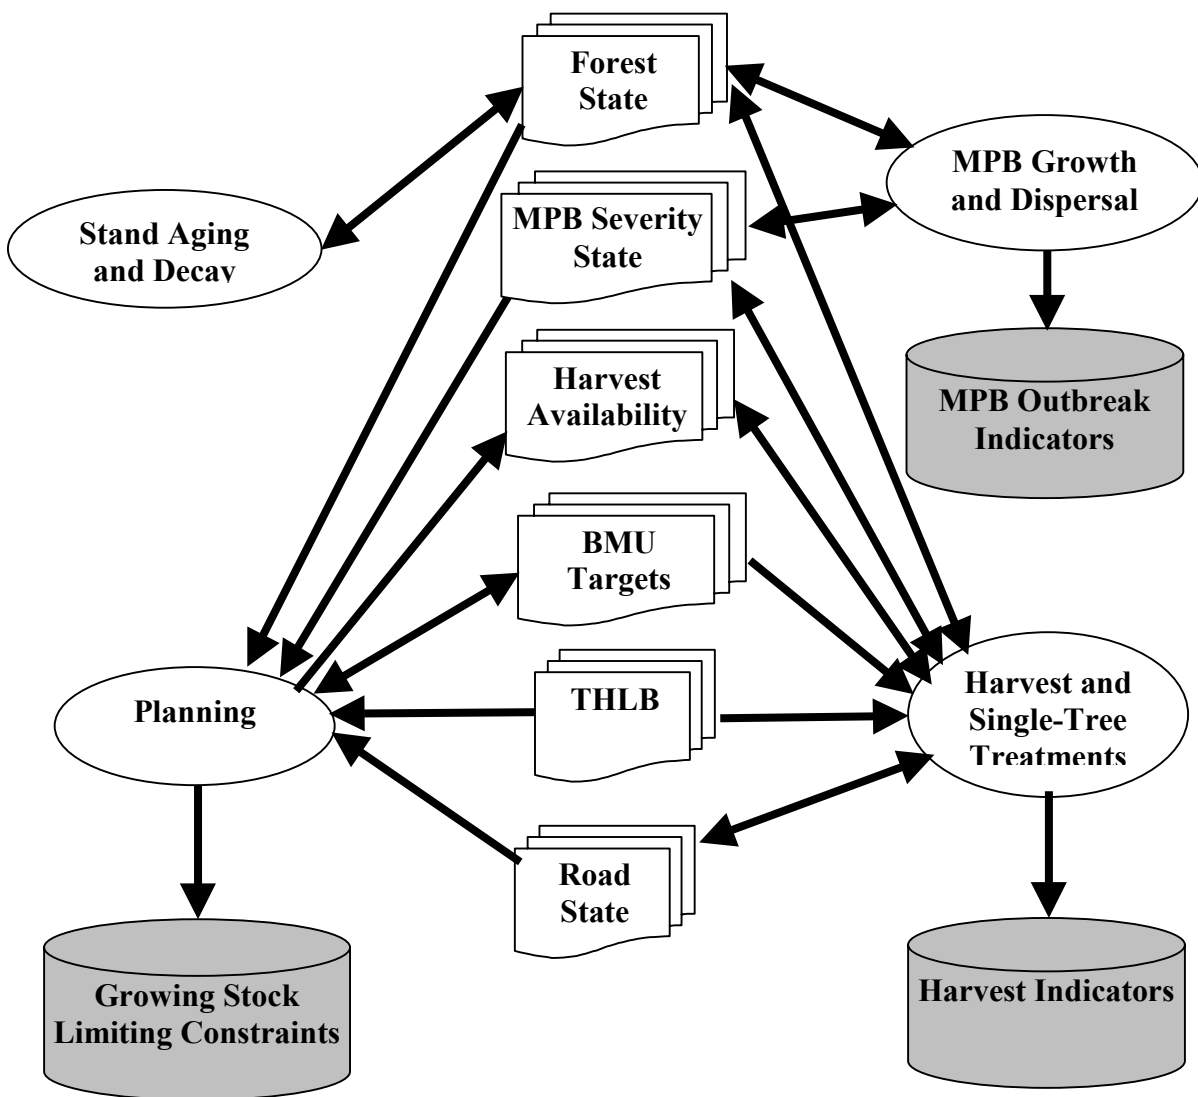 Forest
State
MPB Growth
and Dispersal
MPB Severity
State
Stand Aging
and Decay
Harvest
Availability
MPB Outbreak
Indicators
BMU
Targets
THLB
Planning
Harvest and
Single-Tree
Treatments
Road
State
Growing Stock
Limiting Constraints
Harvest Indicators